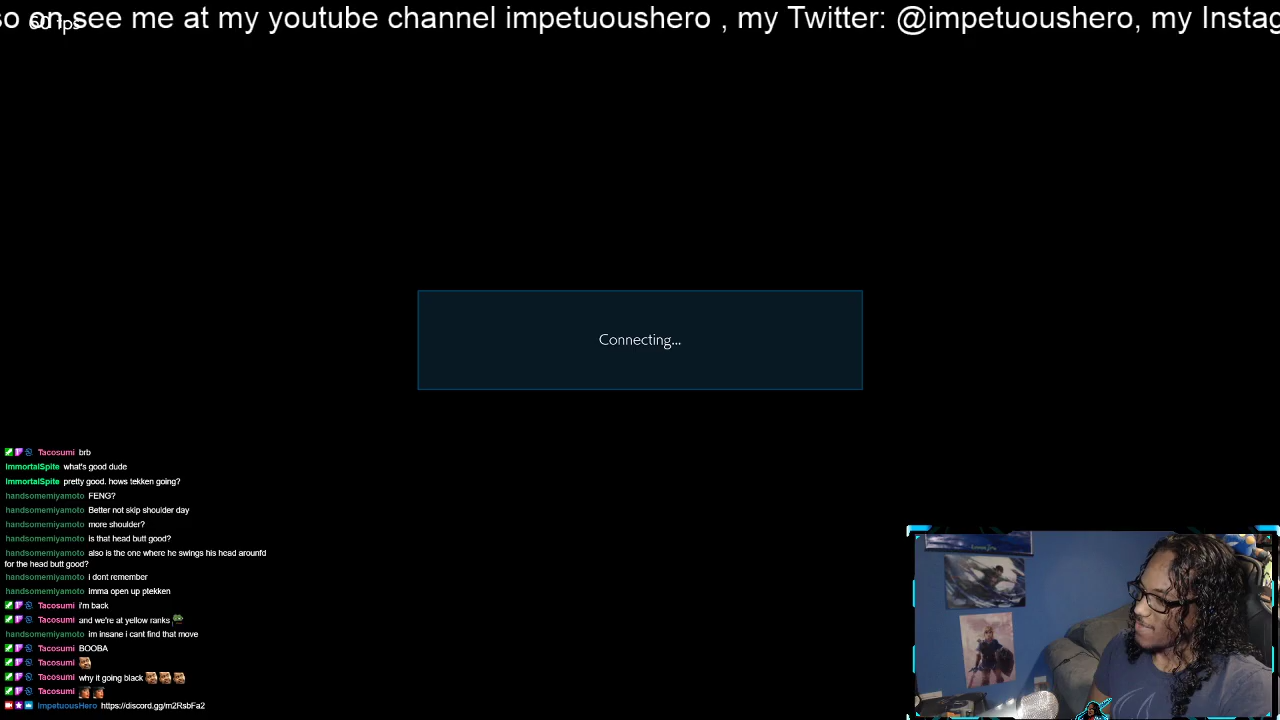 so on see me at my youtube channel impetuoushero , my Twitter: @impetuoushero, my Instag
60 fps
Connecting...
Tacosumi brb
ImmortalSpite what's good dude
ImmortalSpite pretty good. hows tekken going?
handsomemiyamoto FENG?
handsomemiyamoto Better not skip shoulder day
handsomemiyamoto more shoulder?
handsomemiyamoto is that head butt good?
handsomemiyamoto also is the one where he swings his head arounfd
for the head butt good?
handsomemiyamoto i dont remember
handsomemiyamoto imma open up ptekken
Tacosumi i'm back
Tacosumi and we're at yellow ranks
handsomemiyamoto im insane i cant find that move
Tacosumi BOOBA
Tacosumi
Tacosumi why it going black
Tacosumi
ImpetuousHero https://discord.gg/m2RsbFa2